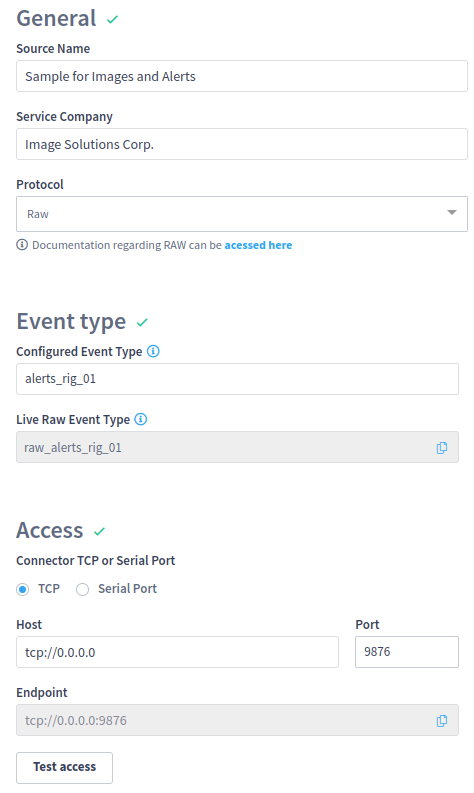 General
Source Name
Sample for Images and Alerts
Service Company
Image Solutions Corp.
Protocol
Raw
Documentation regarding RAW can be acessed here
Event type
Configured Event Type
alerts_rig_01
Live Raw Event Type
raw_alerts_rig_01
Access
Connector TCP or Serial Port
TCP Serial Port
Host Port
tcp://0.0.0.0 9876
Endpoint
tcp://0.0.0.0:9876
Test access